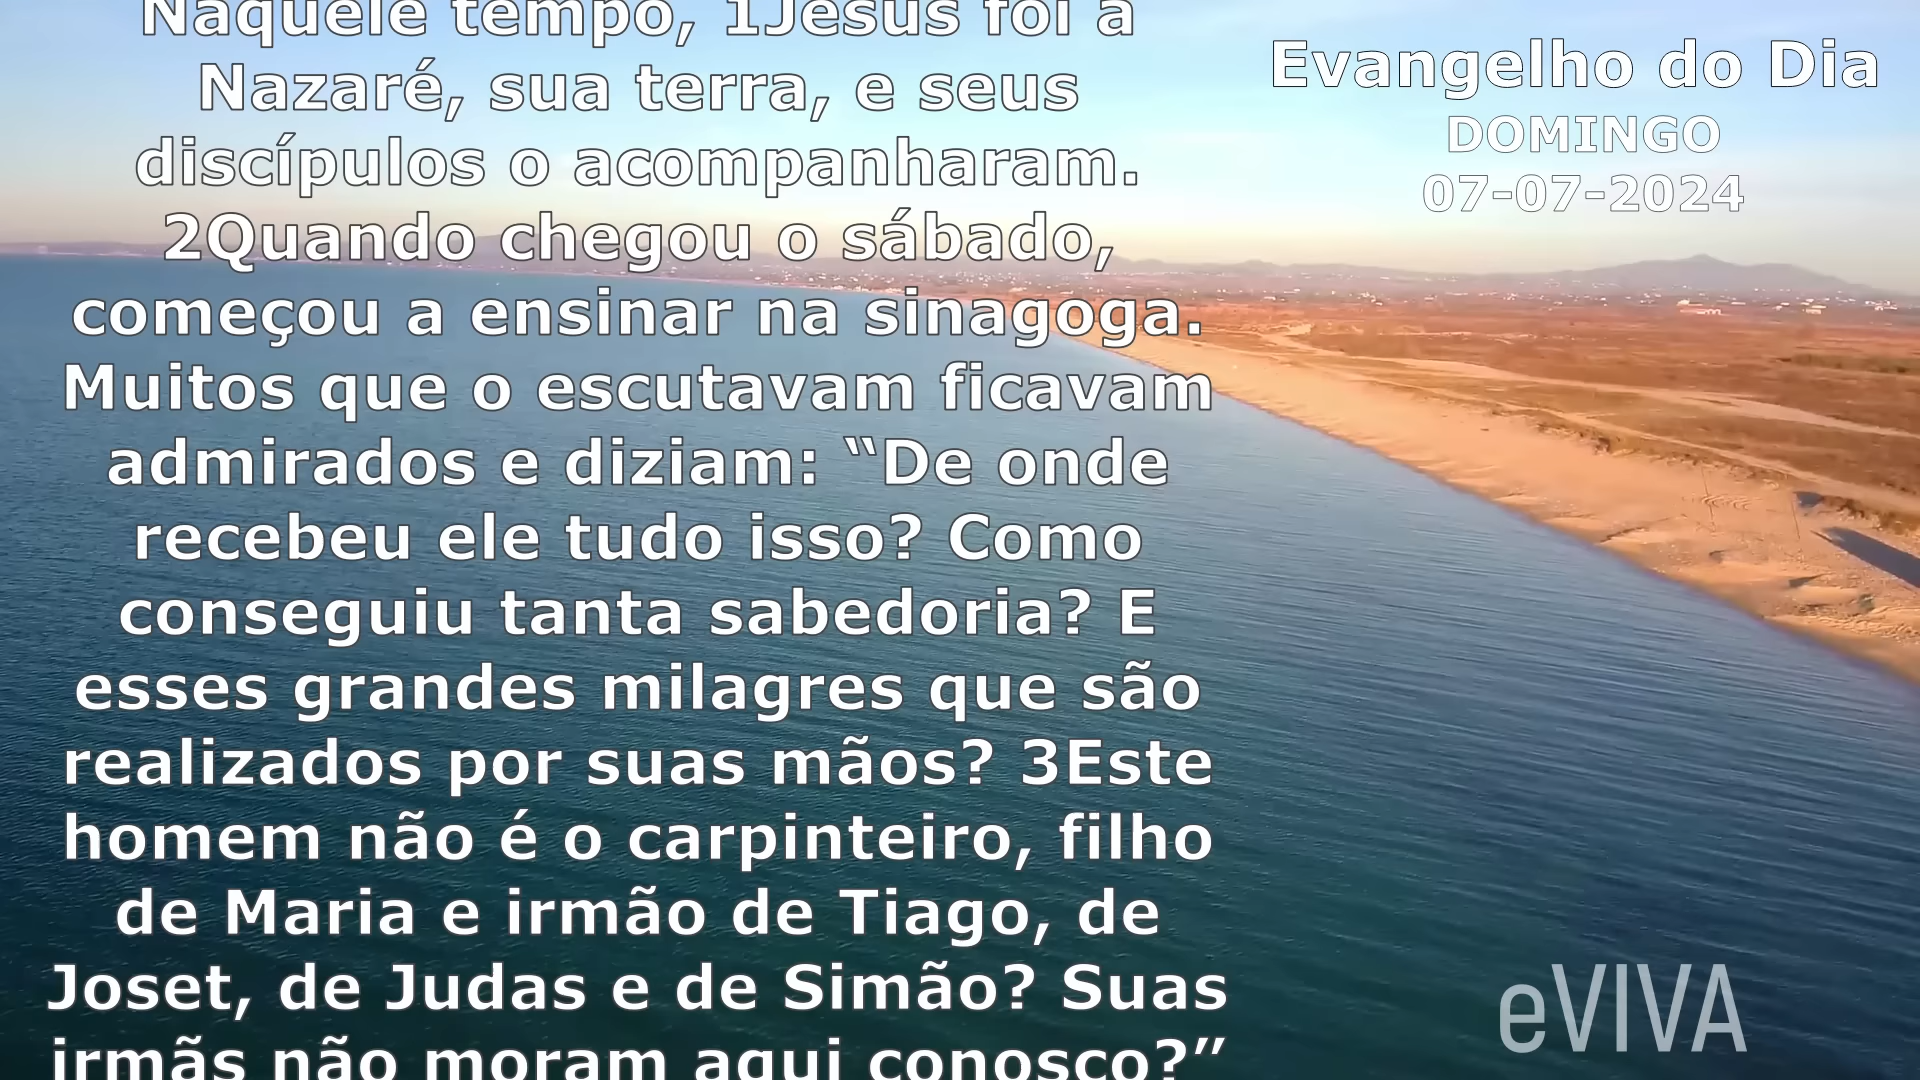 Naquele tempo, 1Jesus foi a
Nazaré, sua terra, e seus
discípulos o acompanharam.
2Quando chegou o sábado,
começou a ensinar na sinagoga.
Muitos que o escutavam ficavam
admirados e diziam: “De onde
recebeu ele tudo isso? Como
conseguiu tanta sabedoria? E
esses grandes milagres que são
realizados por suas mãos? 3Este
homem não é o carpinteiro, filho
de Maria e irmão de Tiago, de
Joset, de Judas e de Simão? Suas
irmãs não moram aqui conosco?”
Evangelho do Dia
DOMINGO
07-07-2024
eVIVA